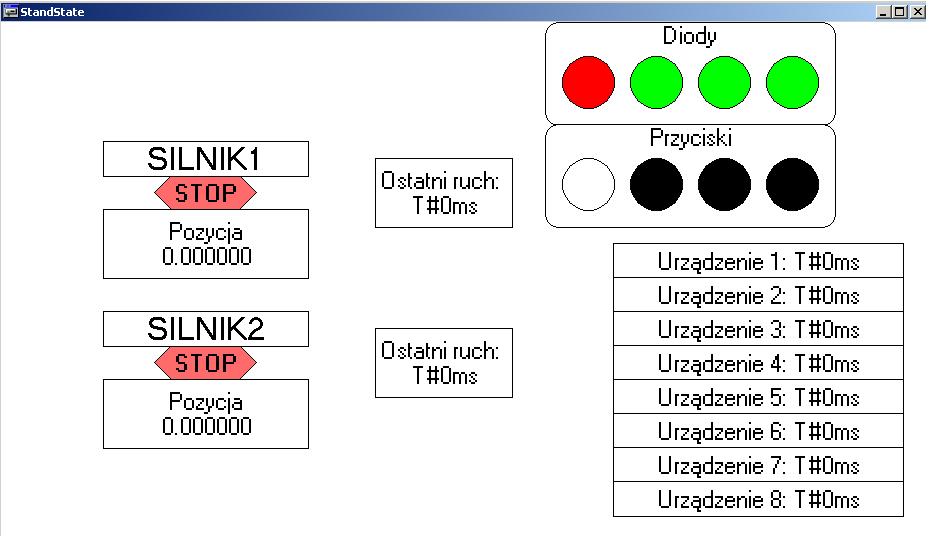 StandState
Diody
Przyciski
SILNIK1
STOP
Pozycja
0.000000
Ostatni ruch:
T#0ms
SILNIK2
STOP
Pozycja
0.000000
Ostatni ruch:
T#0ms
Urządzenie 1: T#0ms
Urządzenie 2: T#0ms
Urządzenie 3: T#0ms
Urządzenie 4: T#0ms
Urządzenie 5: T#0ms
Urządzenie 6: T#0ms
Urządzenie 7: T#0ms
Urządzenie 8: T#0ms